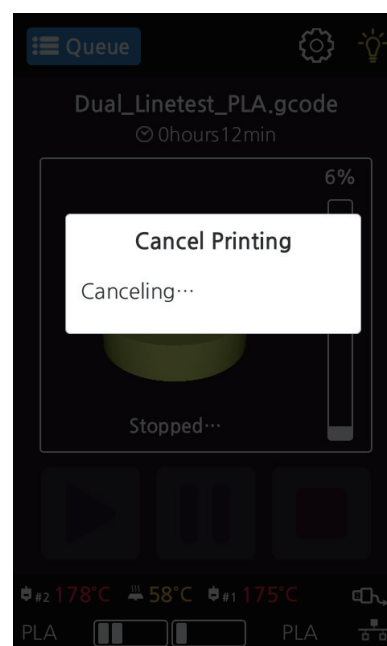 Queue
Dual_Linetest_PLA.gcode
0hours12min
6%
Cancel Printing
Canceling···
Stopped···
#2 178°C 58°C #1 175°C
PLA PLA